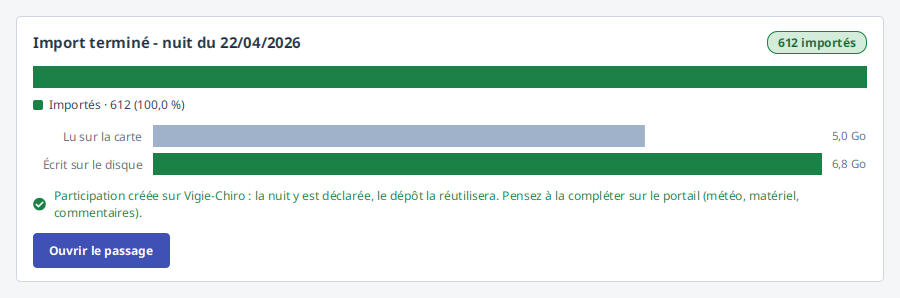 Import terminé - nuit du 22/04/2026
612 importés
Importés · 612 (100,0 %)
Lu sur la carte
5,0 Go
Écrit sur le disque
6,8 Go
Participation créée sur Vigie-Chiro : la nuit y est déclarée, le dépôt la réutilisera. Pensez à la compléter sur le portail (météo, matériel,
commentaires).
Ouvrir le passage